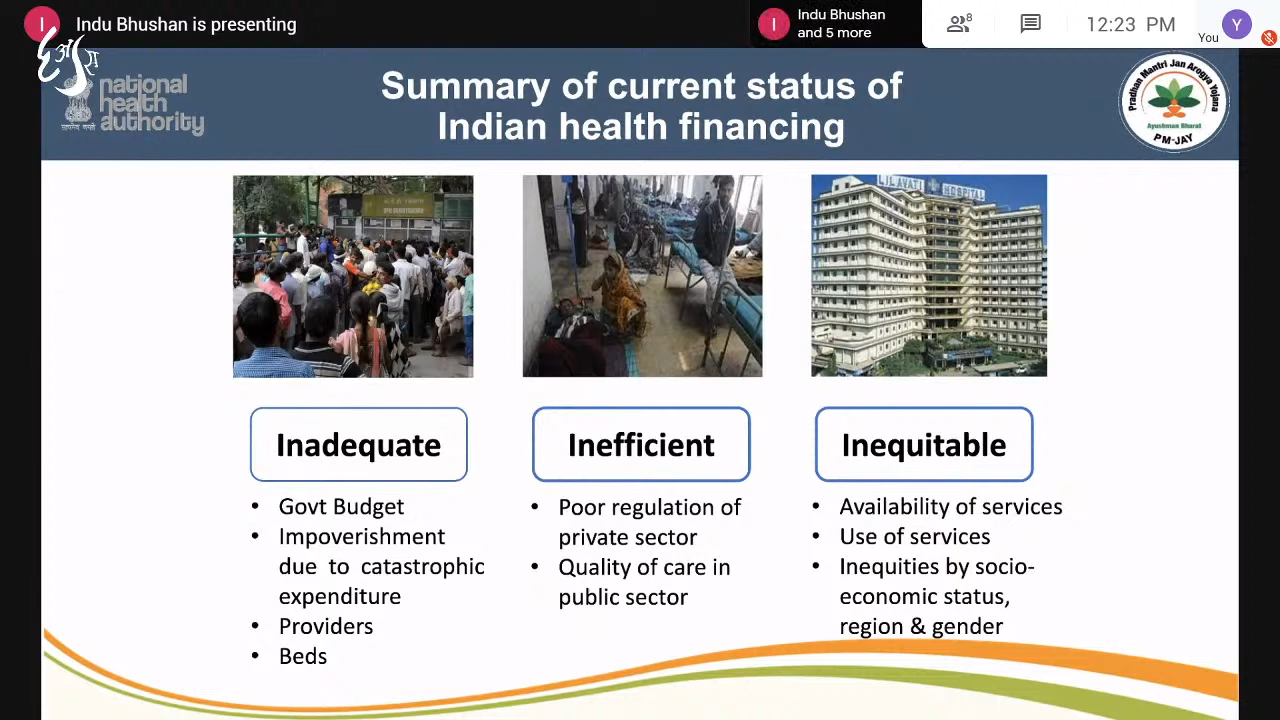 I
Indu Bhushan is presenting
I
Indu Bhushan
and 5 more
8
12:23 PM
You
Y
national
health
authority
Summary of current status of
Indian health financing
Pradhan Mantri Jan Arogya Yojana
Ayushman Bharat
PM-JAY
LILAVATI HOSPITAL
Inadequate
• Govt Budget
• Impoverishment
due to catastrophic
expenditure
• Providers
• Beds
Inefficient
• Poor regulation of
private sector
• Quality of care in
public sector
Inequitable
• Availability of services
• Use of services
• Inequities by socio-
economic status,
region & gender